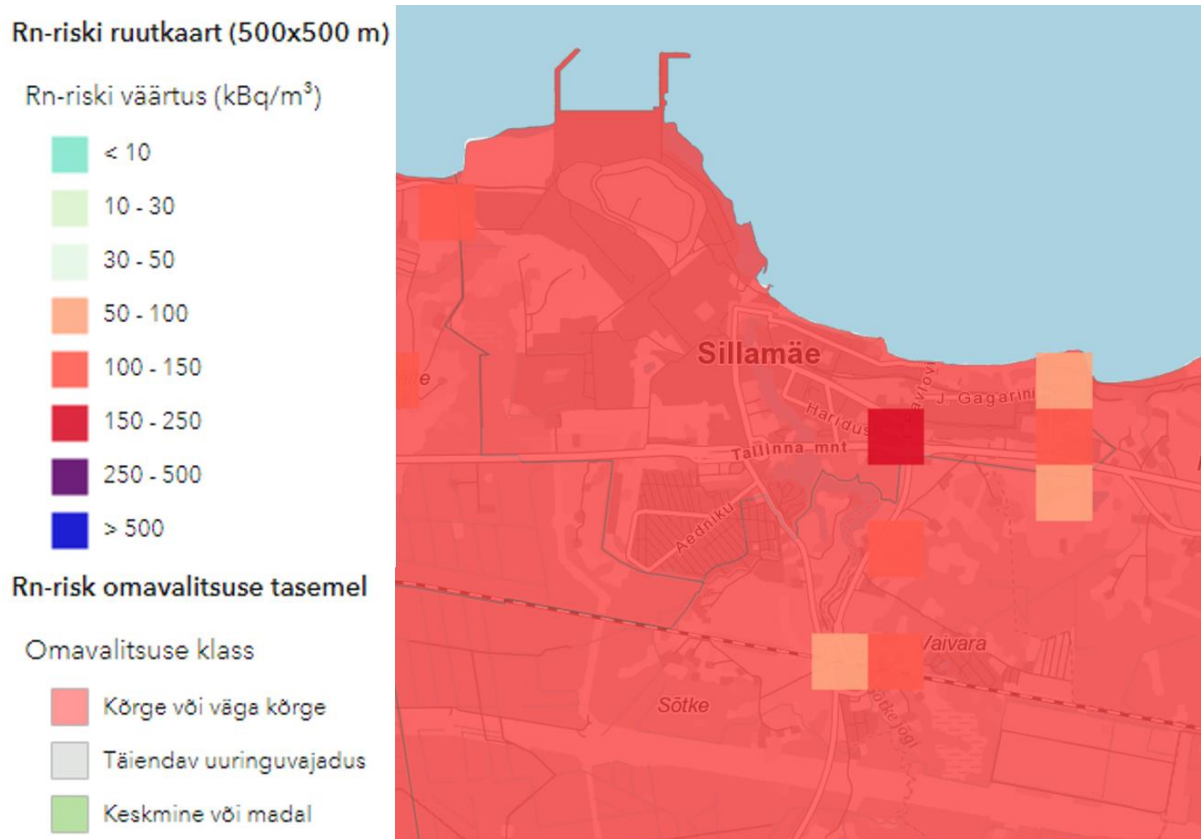 Rn-riski ruutkaart (500x500 m)
Rn-riski väärtus (kBq/m³)
< 10
10 - 30
30 - 50
50 - 100
100 - 150
150 - 250
250 - 500
> 500
Rn-risk omavalitsuse tasemel
Omavalitsuse klass
Kõrge või väga kõrge
Täiendav uuringuvajadus
Keskmine või madal
Sillamäe
J. Gagarini
Haridus
Tallinna mnt
Aedniku
Vaivara
Sõtke
Sõtke jõgi